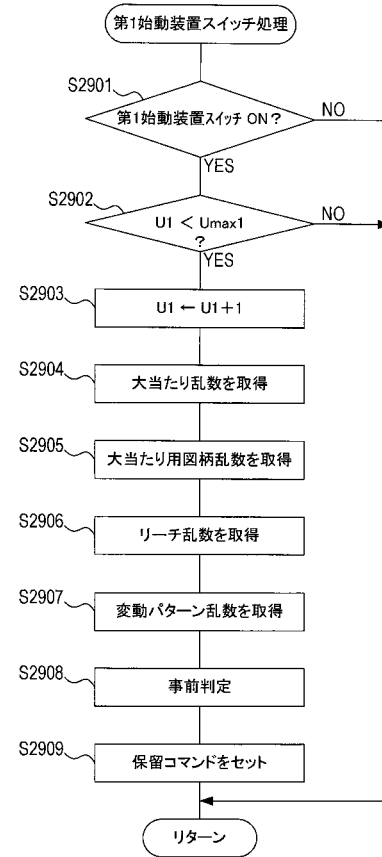 第1始動装置スイッチ処理
S2901
第1始動装置スイッチ ON？
NO
YES
S2902
U1 < Umax1
？
NO
YES
S2903
U1 ← U1+1
S2904
大当たり乱数を取得
S2905
大当たり用図柄乱数を取得
S2906
リーチ乱数を取得
S2907
変動パターン乱数を取得
S2908
事前判定
S2909
保留コマンドをセット
リターン